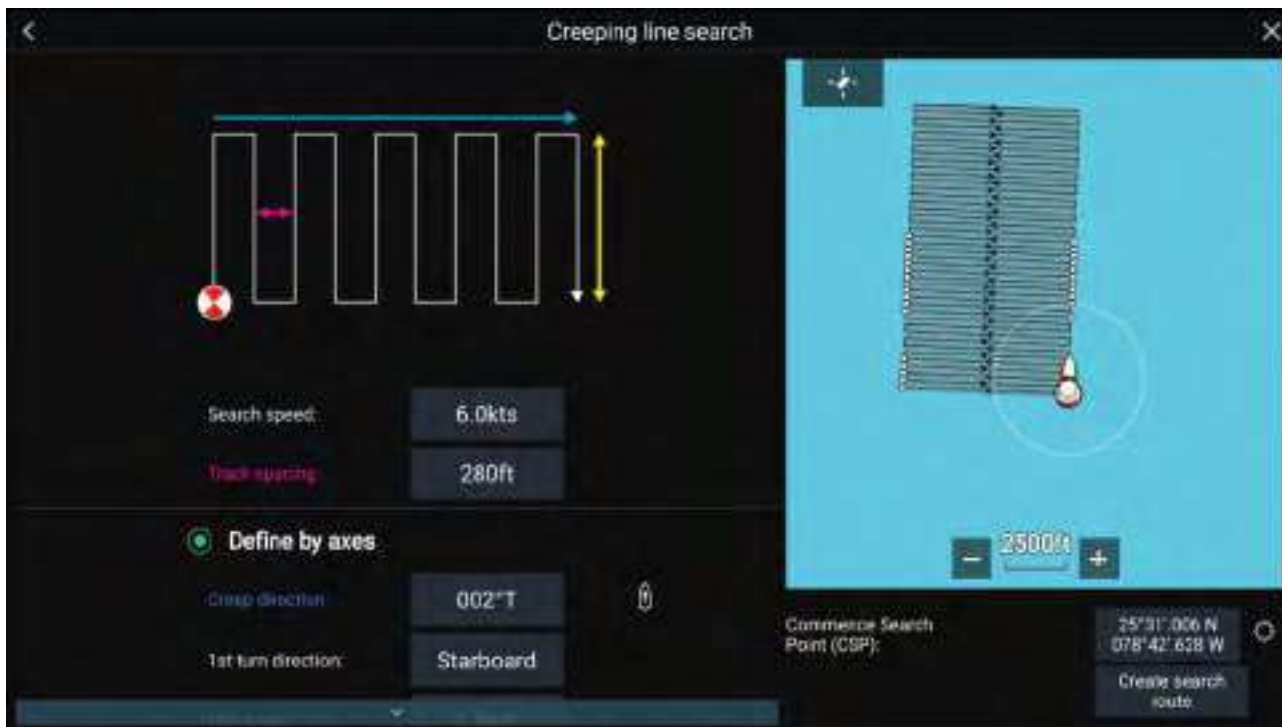 Creeping line search
Search speed:
6.0kts
Track spacing:
280ft
Define by axes
Creep direction
002°T
1st turn direction:
Starboard
2500ft
Commerce Search
Point (CSP):
25°31'.006 N
078°42'.628 W
Create search
route